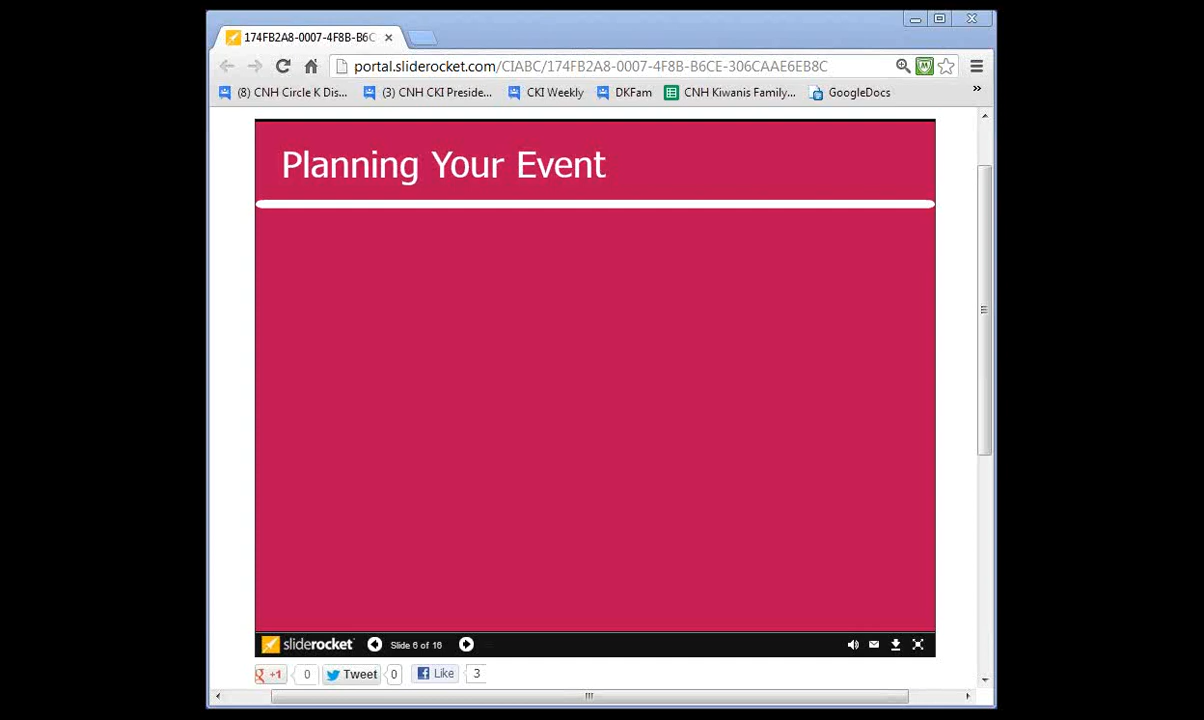 174FB2A8-0007-4F8B-B6C
portal.sliderocket.com/CIABC/174FB2A8-0007-4F8B-B6CE-306CAAE6EB8C
(8) CNH Circle K Dis... (3) CNH CKI Preside... CKI Weekly DKFam CNH Kiwanis Family... GoogleDocs »
Planning Your Event
sliderocket Slide 6 of 16
g +1 0 Tweet 0 Like 3